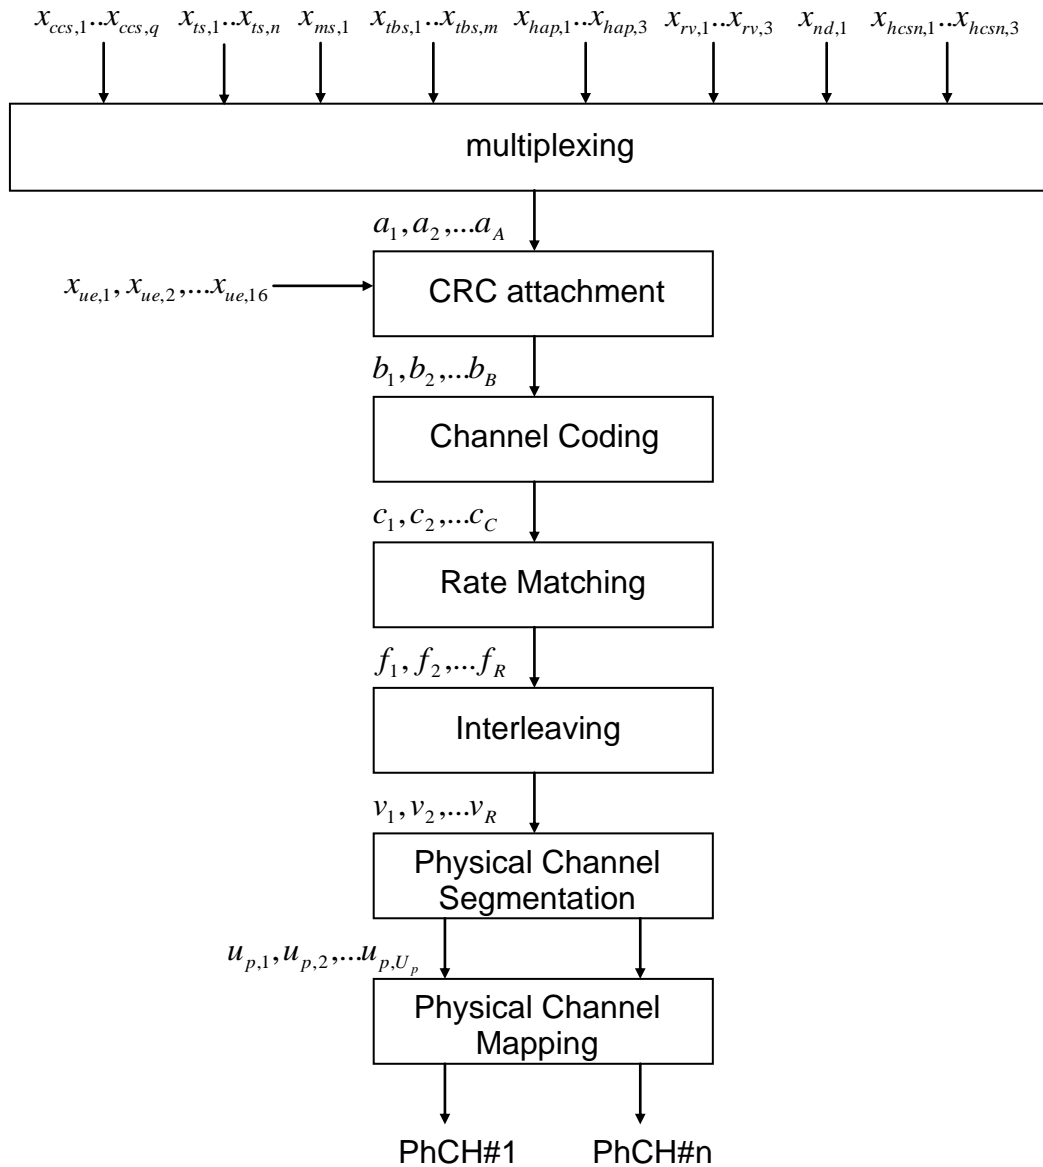 x_{ccs,1}..x_{ccs,q} x_{ts,1}..x_{ts,n} x_{ms,1} x_{tbs,1}..x_{tbs,m} x_{hap,1}..x_{hap,3} x_{rv,1}..x_{rv,3} x_{nd,1} x_{hcsn,1}..x_{hcsn,3}
multiplexing
a_1, a_2,...a_A
CRC attachment
x_{ue,1}, x_{ue,2},...x_{ue,16}
b_1, b_2,...b_B
Channel Coding
c_1, c_2,...c_C
Rate Matching
f_1, f_2,...f_R
Interleaving
v_1, v_2,...v_R
Physical Channel
Segmentation
u_{p,1}, u_{p,2},...u_{p,U_p}
Physical Channel
Mapping
PhCH#1 PhCH#n